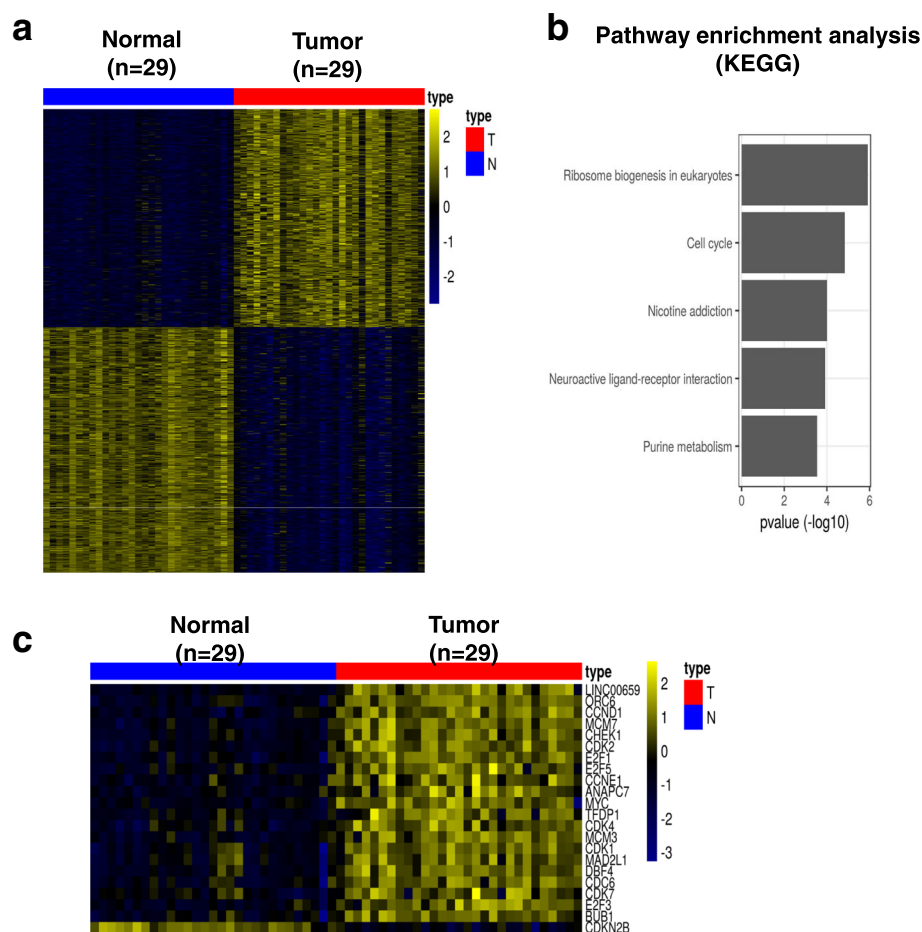 a
Normal
(n=29)
Tumor
(n=29)
type
2
1
0
-1
-2
type
T
N
b
Pathway enrichment analysis
(KEGG)
Ribosome biogenesis in eukaryotes
Cell cycle
Nicotine addiction
Neuroactive ligand-receptor interaction
Purine metabolism
0 2 4 6
pvalue (-log10)
c
Normal
(n=29)
Tumor
(n=29)
type
LINC00659
ORC6
CCND1
MCM7
CHEK1
CDK2
E2F1
E2F5
CCNE1
ANAPC7
MYC
TFDP1
CDK4
MCM3
CDK1
MAD2L1
DBF4
CDC6
CDK7
E2F3
BUB1
CDKN2B
2
1
0
-1
-2
-3
type
T
N